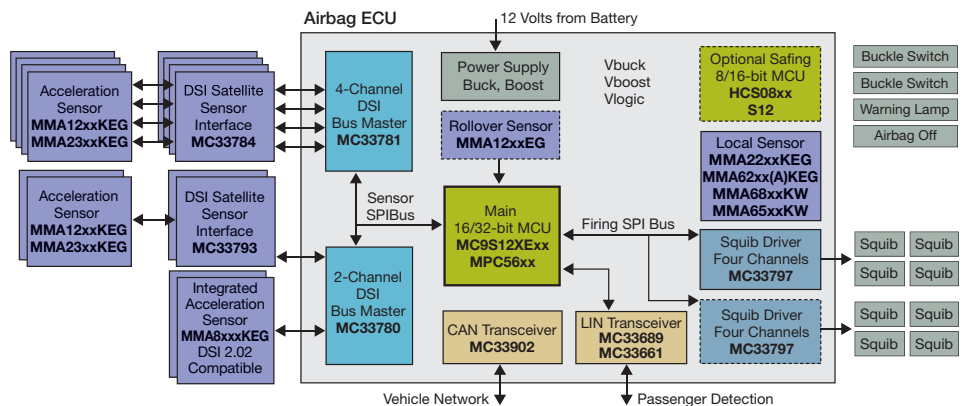 Airbag ECU
12 Volts from Battery
Acceleration
Sensor
MMA12xxKEG
MMA23xxKEG
DSI Satellite
Sensor
Interface
MC33784
4-Channel
DSI
Bus Master
MC33781
Power Supply
Buck, Boost
Vbuck
Vboost
Vlogic
Optional Safing
8/16-bit MCU
HCS08xx
S12
Buckle Switch
Buckle Switch
Warning Lamp
Airbag Off
Rollover Sensor
MMA12xxEG
Local Sensor
MMA22xxKEG
MMA62xx(A)KEG
MMA68xxKW
MMA65xxKW
Acceleration
Sensor
MMA12xxKEG
MMA23xxKEG
DSI Satellite
Sensor
Interface
MC33793
Sensor
SPIBus
Main
16/32-bit MCU
MC9S12XExx
MPC56xx
Firing SPI Bus
Squib Driver
Four Channels
MC33797
Squib
Squib
Squib
Squib
Integrated
Acceleration
Sensor
MMA8xxxKEG
DSI 2.02
Compatible
2-Channel
DSI
Bus Master
MC33780
CAN Transceiver
MC33902
LIN Transceiver
MC33689
MC33661
Squib Driver
Four Channels
MC33797
Squib
Squib
Squib
Squib
Vehicle Network
Passenger Detection